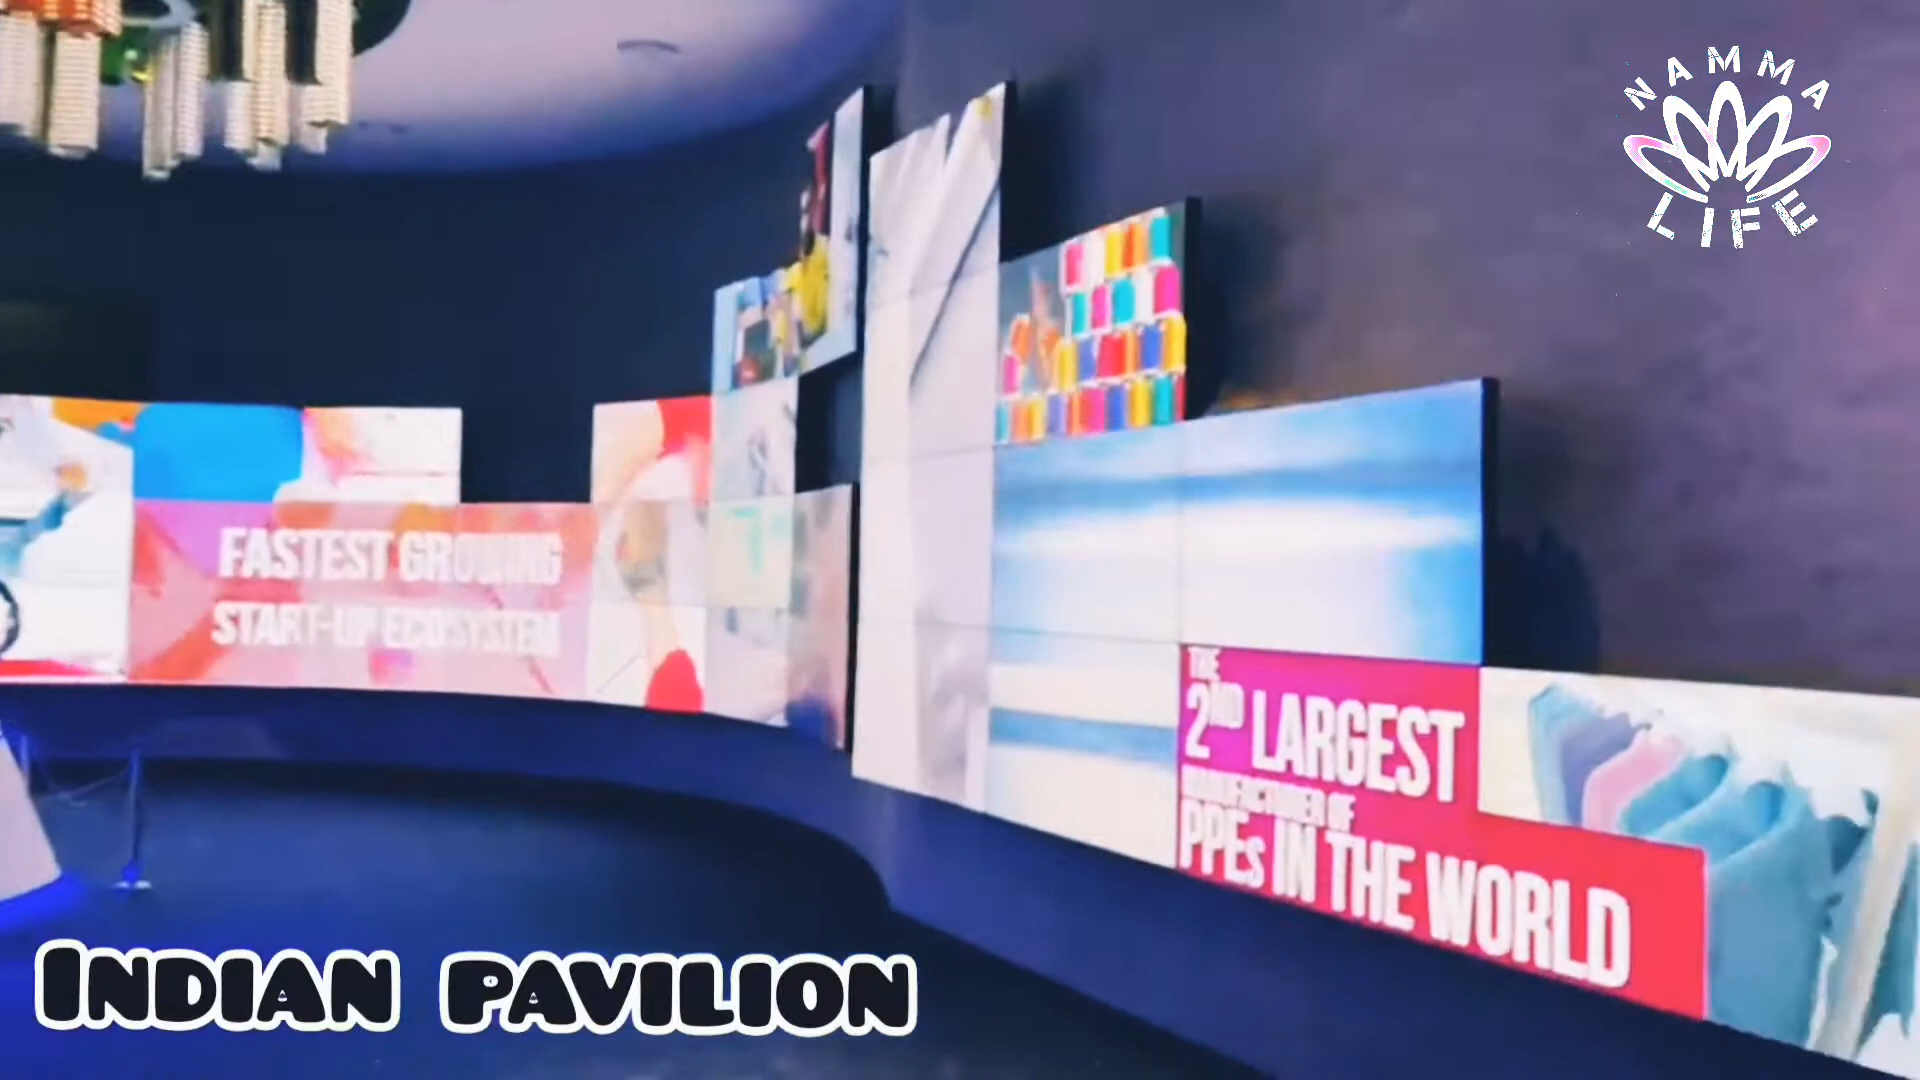 NAMMA
LIFE
FASTEST GROWING
START-UP ECOSYSTEM
THE
2ND LARGEST
MANUFACTURER OF
PPEs IN THE WORLD
INDIAN PAVILION